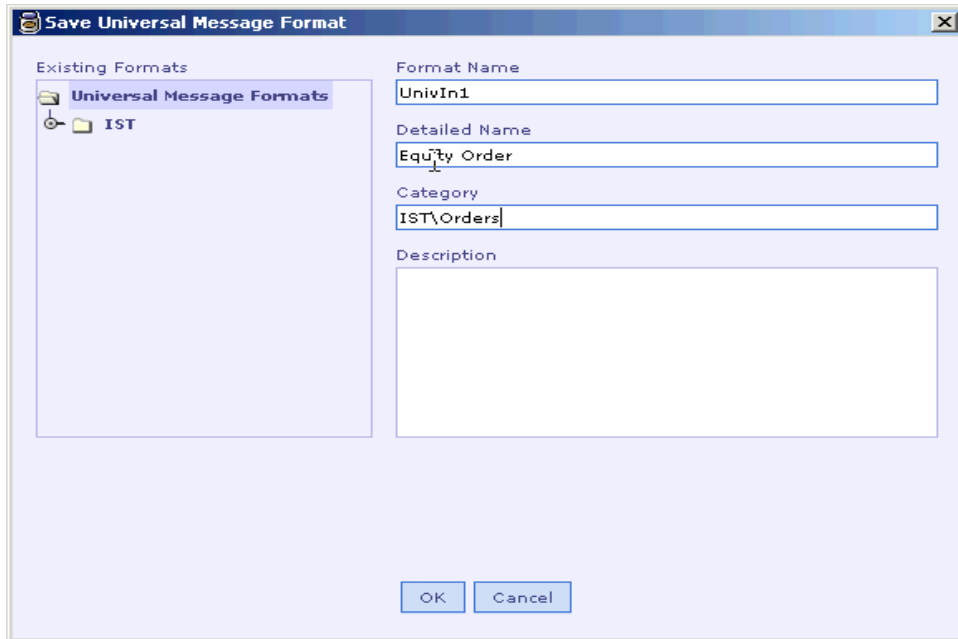 Save Universal Message Format
Existing Formats
Universal Message Formats
IST
Format Name
UnivIn1
Detailed Name
Equity Order
Category
IST\Orders
Description
OK
Cancel